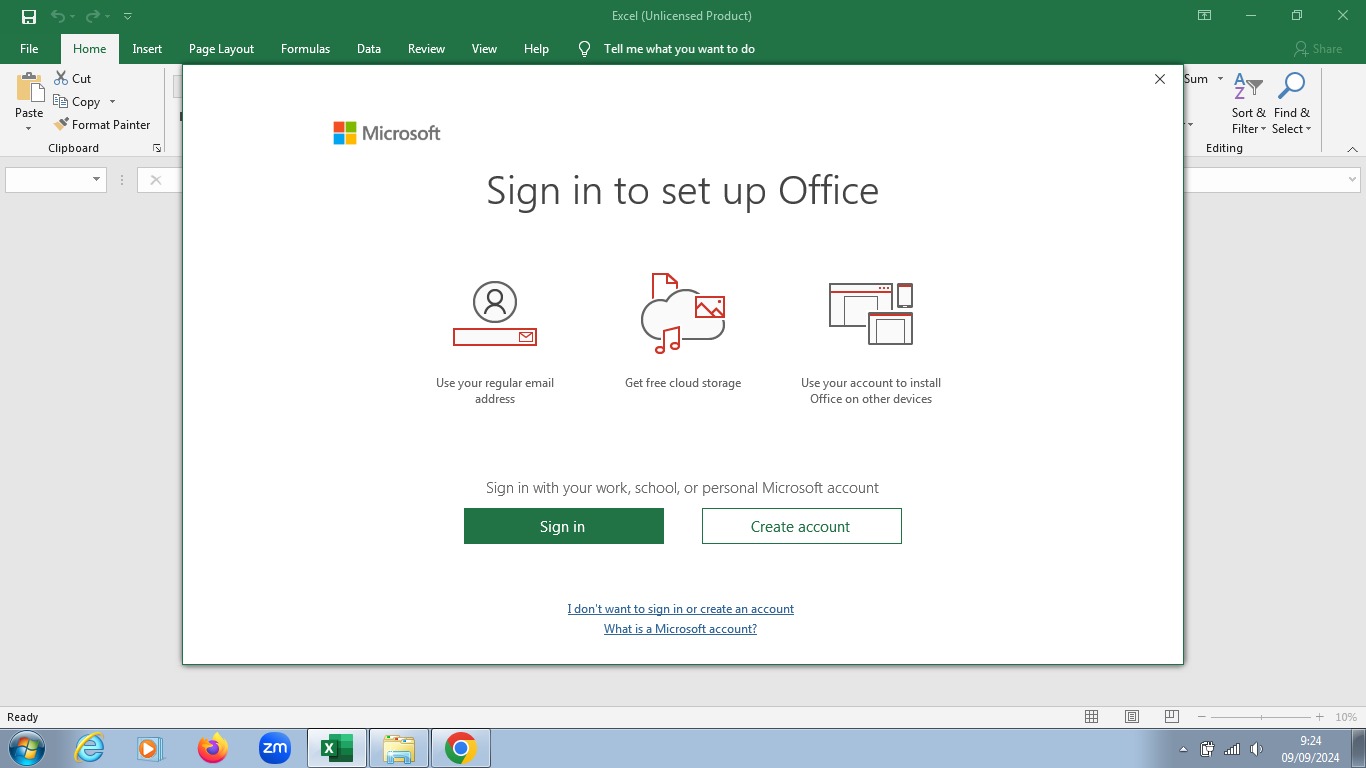 Excel (Unlicensed Product)
File Home Insert Page Layout Formulas Data Review View Help Tell me what you want to do Share
Cut
Copy
Format Painter
Paste
Clipboard
Sum
Sort &
Filter
Find &
Select
Editing
Microsoft
Sign in to set up Office
Use your regular email
address
Get free cloud storage
Use your account to install
Office on other devices
Sign in with your work, school, or personal Microsoft account
Sign in
Create account
I don't want to sign in or create an account
What is a Microsoft account?
Ready
10%
zm
9:24
09/09/2024